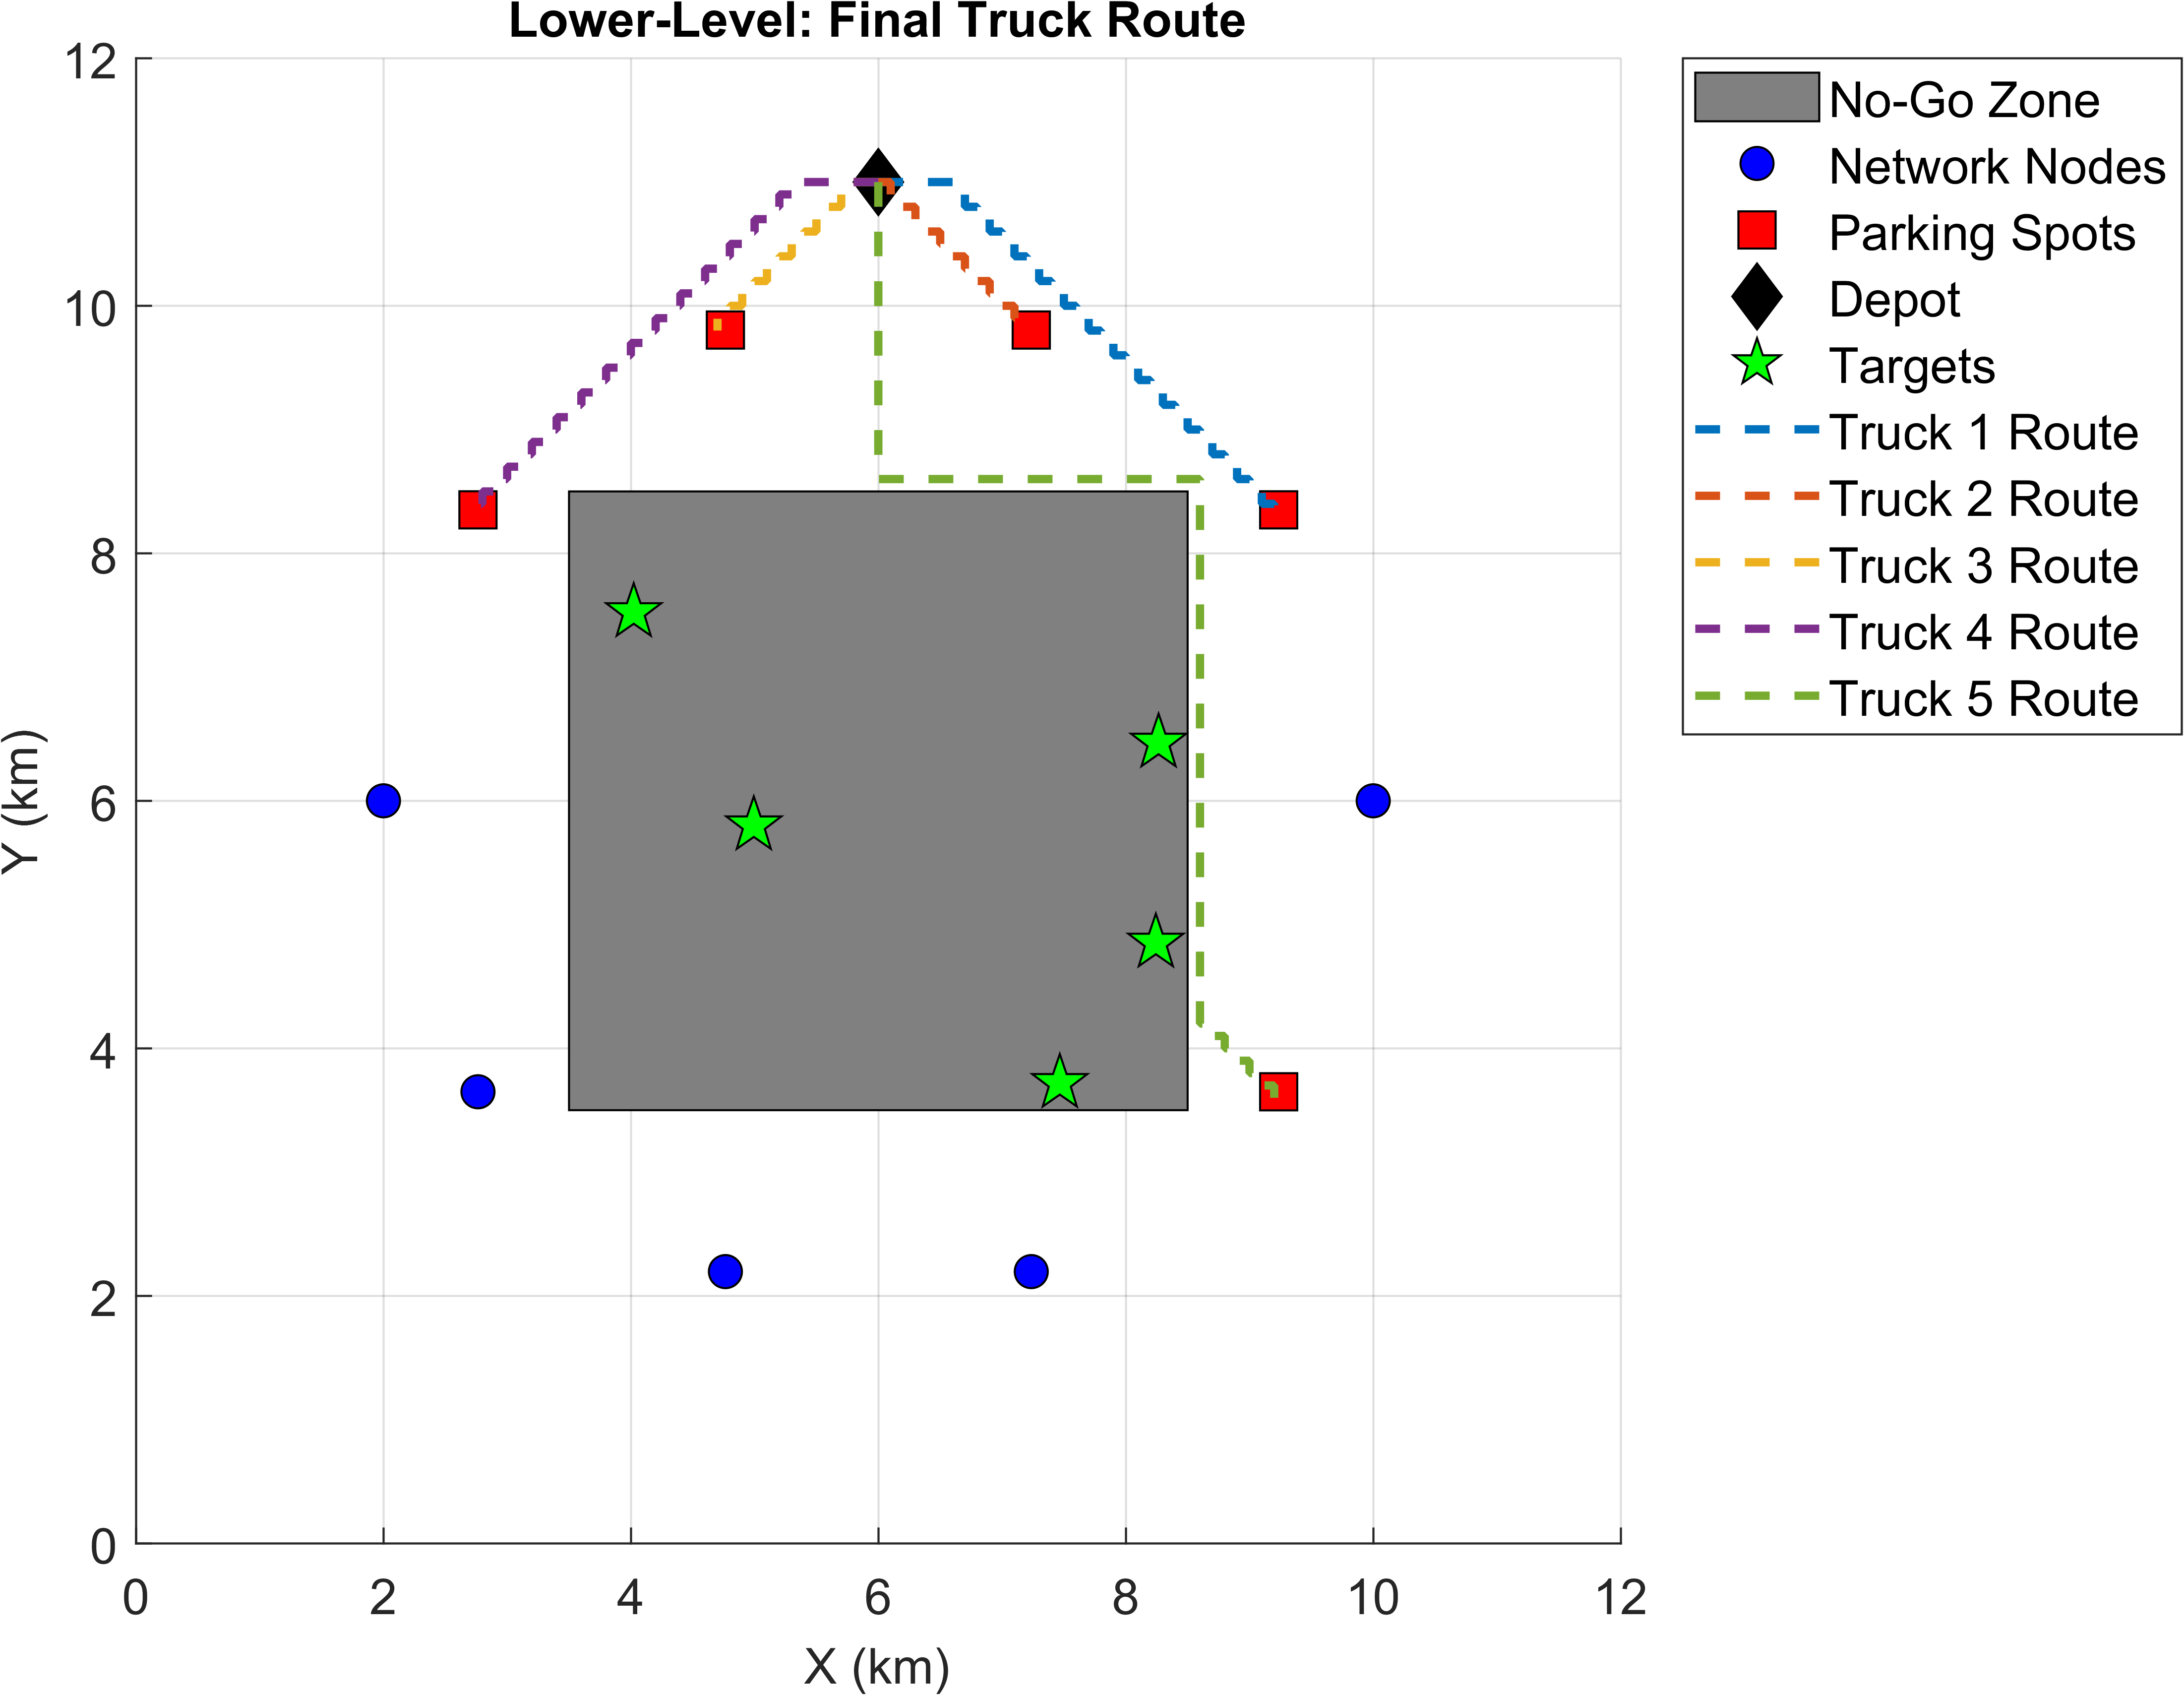 Lower-Level: Final Truck Route
12
10
8
6
4
2
0
Y (km)
0 2 4 6 8 10 12
X (km)
No-Go Zone
Network Nodes
Parking Spots
Depot
Targets
Truck 1 Route
Truck 2 Route
Truck 3 Route
Truck 4 Route
Truck 5 Route